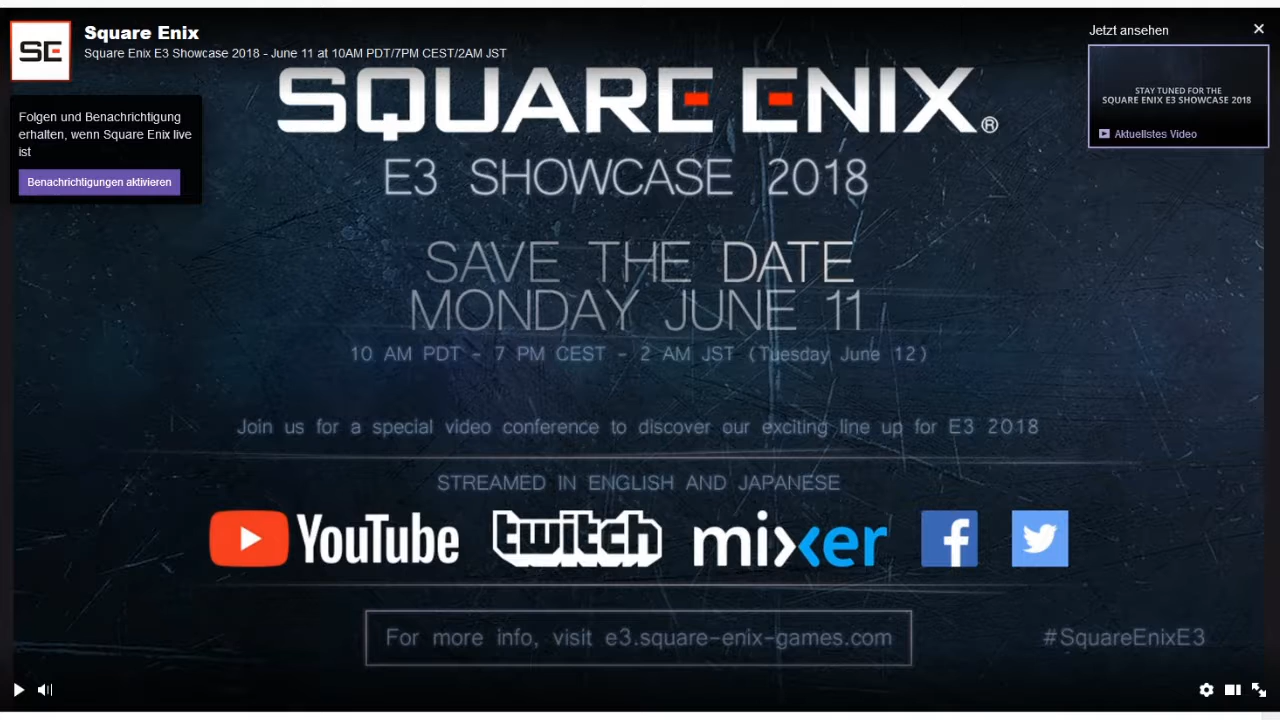 SE
Square Enix
Square Enix E3 Showcase 2018 - June 11 at 10AM PDT/7PM CEST/2AM JST
Jetzt ansehen
STAY TUNED FOR THE
SQUARE ENIX E3 SHOWCASE 2018
Aktuellstes Video
Folgen und Benachrichtigung
erhalten, wenn Square Enix live
ist
Benachrichtigungen aktivieren
SQUARE ENIX®
E3 SHOWCASE 2018
SAVE THE DATE
MONDAY JUNE 11
10 AM PDT - 7 PM CEST - 2 AM JST (Tuesday June 12)
Join us for a special video conference to discover our exciting line up for E3 2018
STREAMED IN ENGLISH AND JAPANESE
YouTube twitch mixer f
For more info, visit e3.square-enix-games.com
#SquareEnixE3